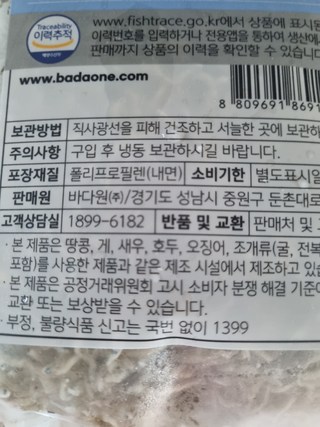 www.fishtrace.go.kr에서 상품에 표시된
Traceability
이력추적
이력번호를 입력하거나 전용앱을 통하여 생산에
판매까지 상품의 이력을 확인할 수 있습니다
www.badaone.com
8 809691 8691
보관방법 직사광선을 피해 건조하고 서늘한 곳에 보관하
주의사항 구입 후 냉동 보관하시길 바랍니다.
포장재질 폴리프로필렌(내면) 소비기한 별도표시일
판매원 바다원(주)/경기도 성남시 중원구 둔촌대로
고객상담실 1899-6182 반품 및 교환 판매처 및
· 본 제품은 땅콩, 게, 새우, 호두, 오징어, 조개류(굴, 전복
포함)를 사용한 제품과 같은 제조 시설에서 제조하고 있습
· 본 제품은 공정거래위원회 고시 소비자 분쟁 해결 기준에
교환 또는 보상받을 수 있습니다.
· 부정, 불량식품 신고는 국번 없이 1399